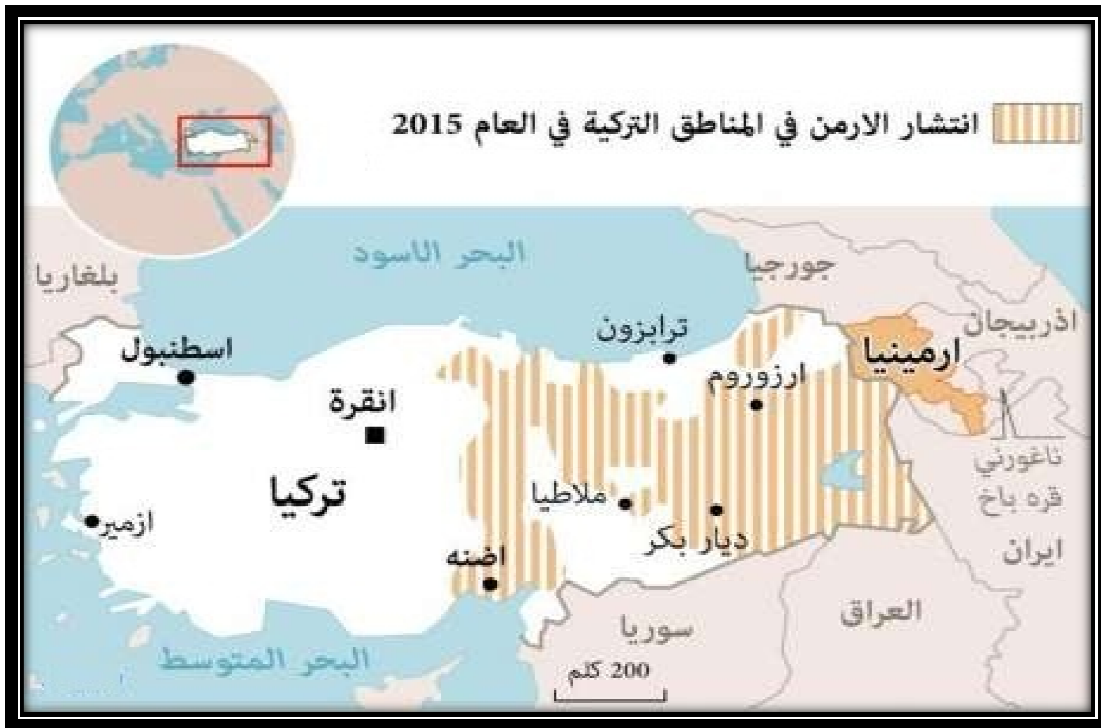 انتشار الارمن في المناطق التركية في العام 2015
البحر الاسود
جورجيا
بلغاريا
اذربيجان
ترابزون
ارمينيا
اسطنبول
ارزوروم
انقرة
ناغورني
قره باخ
تركيا
ملاطيا
ازمير
ديار بكر
ايران
اضنه
العراق
سوريا
البحر المتوسط
200 كلم